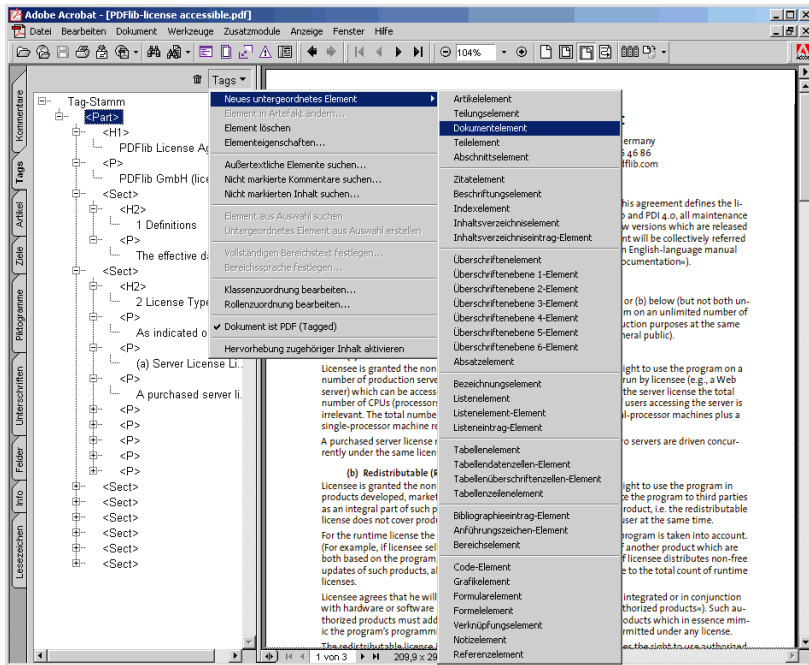 Adobe Acrobat - [PDFlib-license accessible.pdf]
Datei Bearbeiten Dokument Werkzeuge Zusatzmodule Anzeige Fenster Hilfe
104%
Kommentare
Tags
Artikel
Ziele
Piktogramme
Unterschriften
Felder
Info
Lesezeichen
Tags
Tag-Stamm
<Part>
<H1>
PDFlib License Ag
<P>
PDFlib GmbH (lice
<Sect>
<H2>
1 Definitions
<P>
The effective da
<Sect>
<H2>
2 License Type
<P>
As indicated o
<P>
(a) Server License Li..
<P>
A purchased server li.
<P>
<P>
<P>
<P>
<P>
<Sect>
<Sect>
<Sect>
<Sect>
<Sect>
Neues untergeordnetes Element
Element in Artefakt ändern...
Element löschen
Elementeigenschaften...
Außertextliche Elemente suchen...
Nicht markierte Kommentare suchen...
Nicht markierten Inhalt suchen...
Element aus Auswahl suchen
Untergeordnetes Element aus Auswahl erstellen
Vollständigen Bereichstext festlegen...
Bereichssprache festlegen...
Klassenzuordnung bearbeiten...
Rollenzuordnung bearbeiten...
Dokument ist PDF (Tagged)
Hervorhebung zugehöriger Inhalt aktivieren
Artikelelement
Teilungselement
Dokumentelement
Teilelement
Abschnittselement
Zitatelement
Beschriftungselement
Indexelement
Inhaltsverzeichniselement
Inhaltsverzeichniseintrag-Element
Überschriftenelement
Überschriftenebene 1-Element
Überschriftenebene 2-Element
Überschriftenebene 3-Element
Überschriftenebene 4-Element
Überschriftenebene 5-Element
Überschriftenebene 6-Element
Absatzelement
Bezeichnungselement
Listenelement
Listenelement-Element
Listeneintrag-Element
Tabellenelement
Tabellendatenzellen-Element
Tabellenüberschriftenzellen-Element
Tabellenzeilenelement
Bibliographieeintrag-Element
Anführungszeichen-Element
Bereichselement
Code-Element
Grafikelement
Formularelement
Formelelement
Verknüpfungselement
Notizelement
Referenzelement
ermany
46 86
dflib.com
his agreement defines the li-
and PDI 4.0, all maintenance
w versions which are released
nt will be collectively referred
n English-language manual
ocumentation«).
or (b) below (but not both un-
m on an unlimited number of
uction purposes at the same
neral public).
Licensee is granted the non ight to use the program on a
number of production serve run by licensee (e.g., a Web
server) which can be access the server license the total
number of CPUs (processors users accessing the server is
irrelevant. The total numbe al-processor machines plus a
single-processor machine re
A purchased server license r o servers are driven concur-
rently under the same licen
(b) Redistributable (R
Licensee is granted the non ight to use the program in
products developed, market te the program to third parties
as an integral part of such p roduct, i.e. the redistributable
license does not cover produ user at the same time.
For the runtime license the program is taken into account.
(For example, if licensee sel f another product which are
both based on the program, f licensee distributes non-free
updates of such products, al e to the total count of runtime
licenses.
Licensee agrees that he will integrated or in conjunction
with hardware or software thorized products«). Such au-
thorized products must add oducts which in essence mim-
ic the program's programmi rmitted under any license.
The redistributable license i es the right to use authorized
1 von 3 209,9 x 29